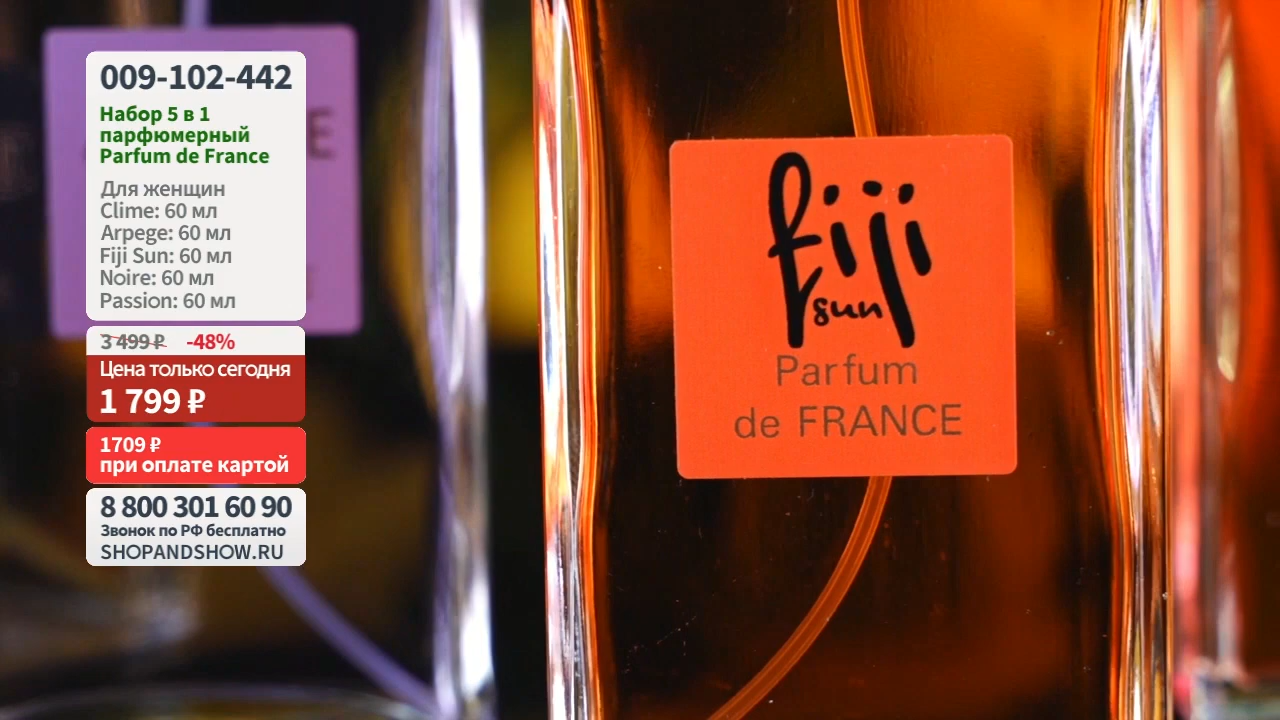 009-102-442
Набор 5 в 1
парфюмерный
Parfum de France
Для женщин
Clime: 60 мл
Arpege: 60 мл
Fiji Sun: 60 мл
Noire: 60 мл
Passion: 60 мл
3 499 ₽ -48%
Цена только сегодня
1 799 ₽
1709 ₽
при оплате картой
8 800 301 60 90
Звонок по РФ бесплатно
SHOPANDSHOW.RU
fiji
sun
Parfum
de FRANCE